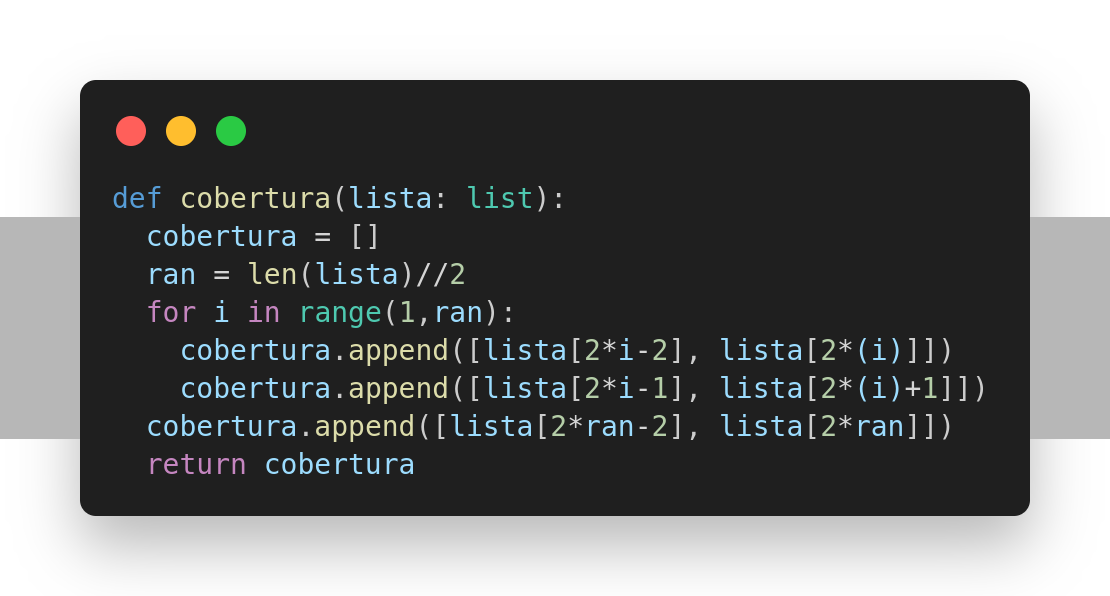 def cobertura(lista: list):
  cobertura = []
  ran = len(lista)//2
  for i in range(1,ran):
    cobertura.append([lista[2*i-2], lista[2*(i)]])
    cobertura.append([lista[2*i-1], lista[2*(i)+1]])
  cobertura.append([lista[2*ran-2], lista[2*ran]])
  return cobertura